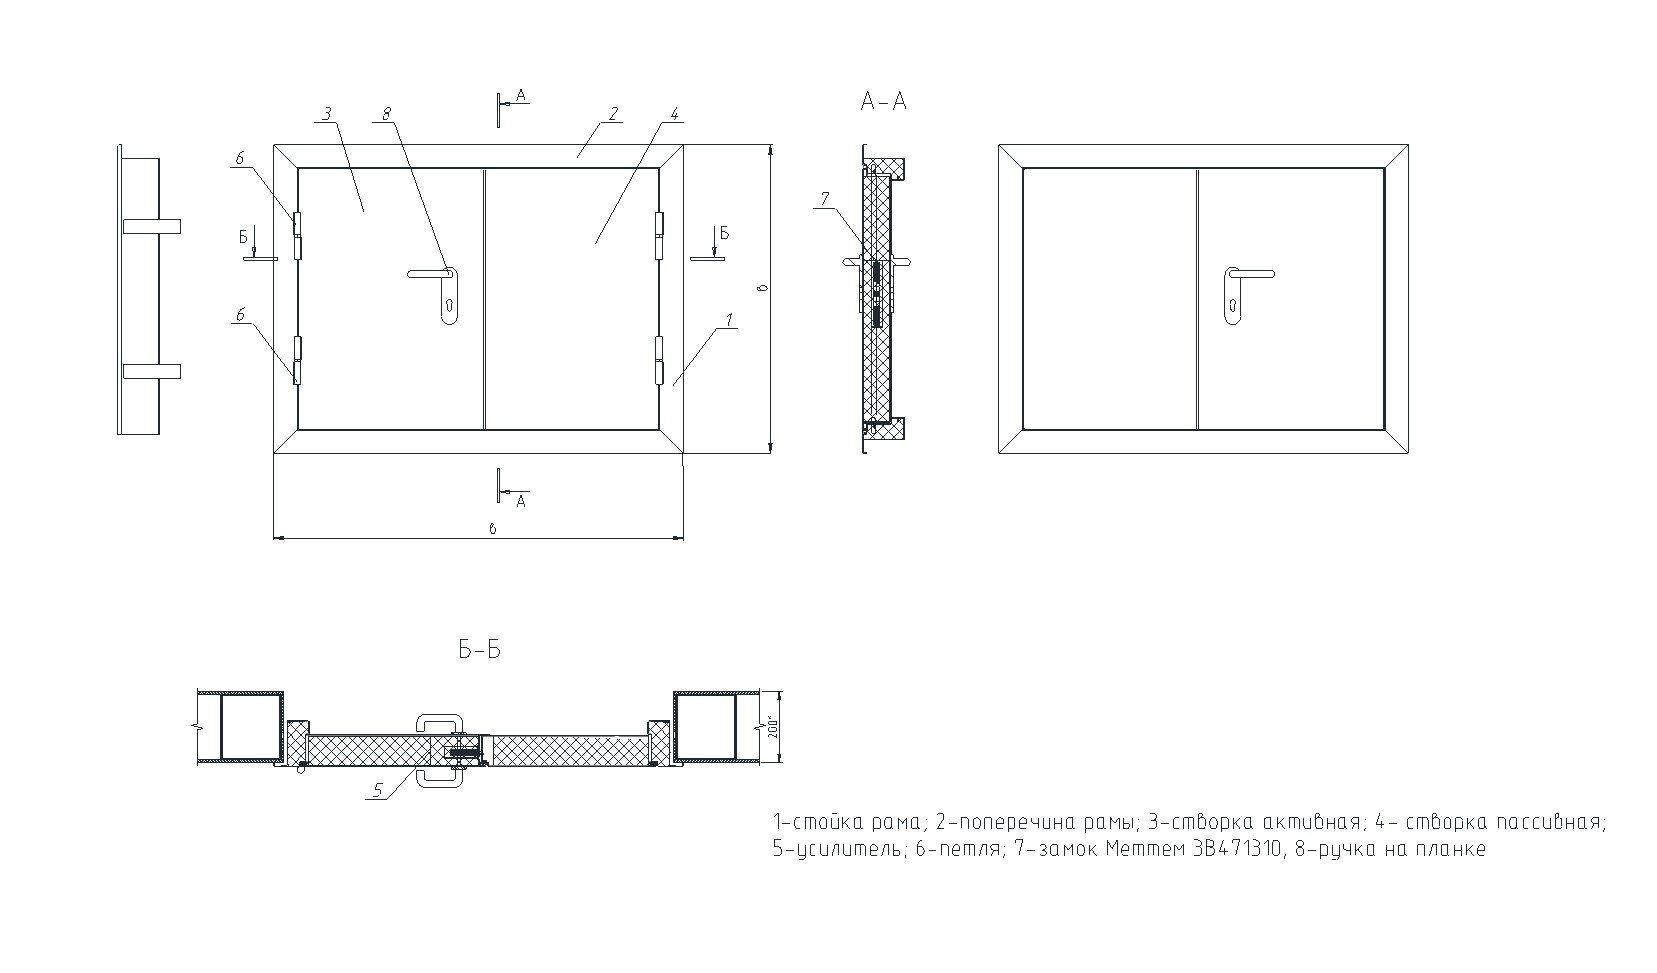 А
А-А
3
8
2
4
6
7
Б
Б
в
6
1
А
в
Б-Б
200*
5
1-стойка рама; 2-поперечина рамы; 3-створка активная; 4- створка пассивная;
5-усилитель; 6-петля; 7-замок Меттем ЗВ471310, 8-ручка на планке